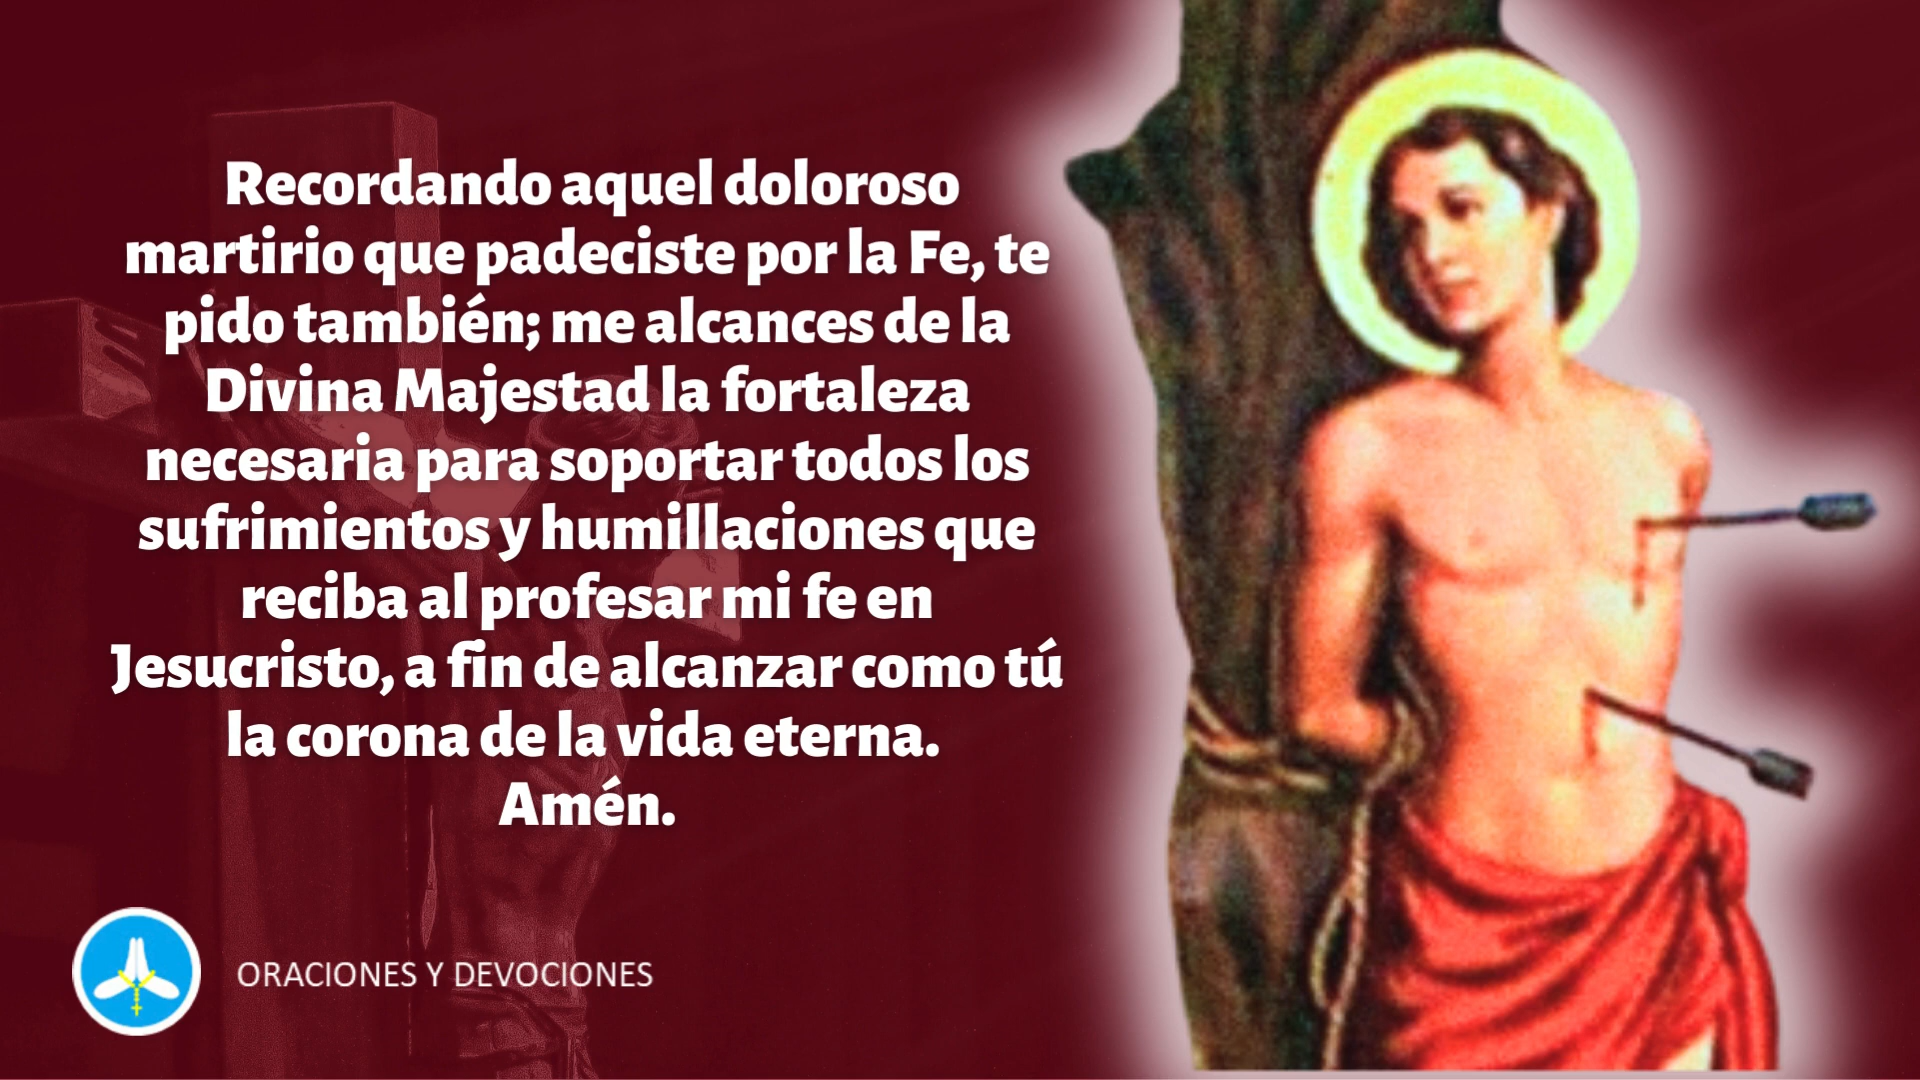 Recordando aquel doloroso
martirio que padeciste por la Fe, te
pido también; me alcances de la
Divina Majestad la fortaleza
necesaria para soportar todos los
sufrimientos y humillaciones que
reciba al profesar mi fe en
Jesucristo, a fin de alcanzar como tú
la corona de la vida eterna.
Amén.
ORACIONES Y DEVOCIONES